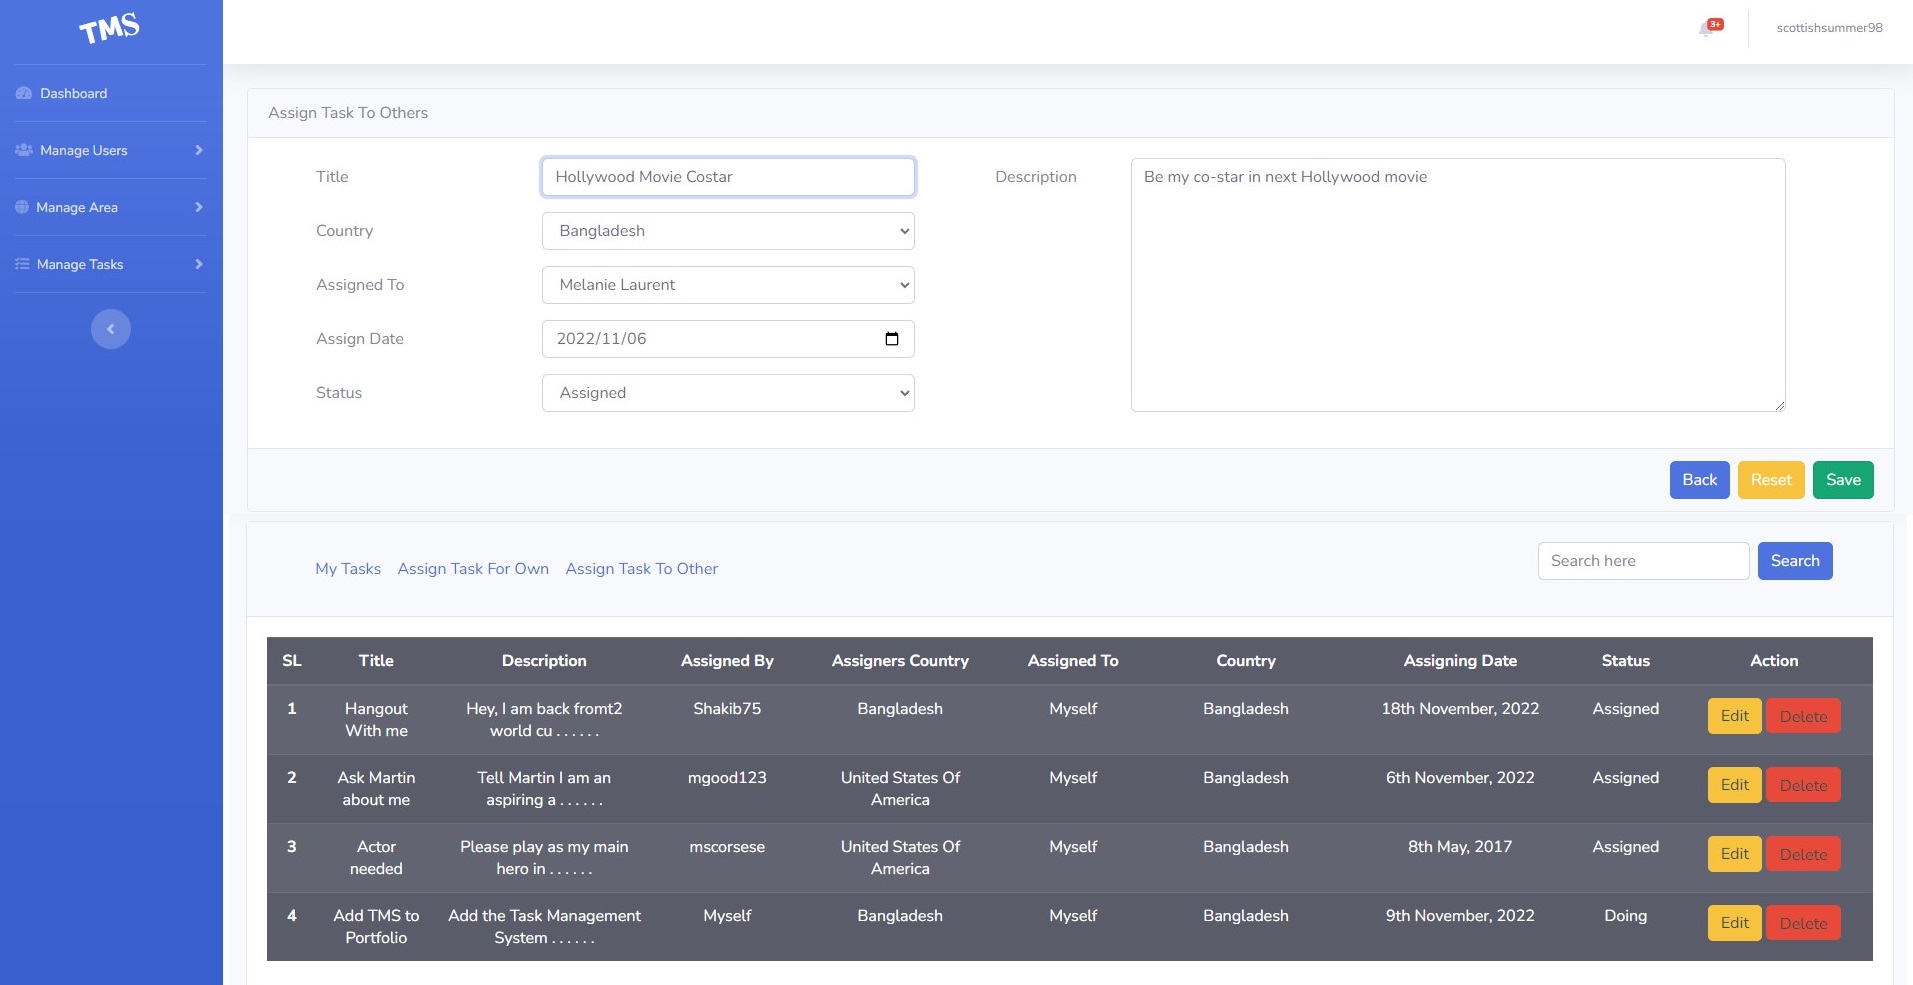 TMS
3+
scottishsummer98
Dashboard
Manage Users
Manage Area
Manage Tasks
Assign Task To Others
Title
Hollywood Movie Costar
Description
Be my co-star in next Hollywood movie
Country
Bangladesh
Assigned To
Melanie Laurent
Assign Date
2022/11/06
Status
Assigned
Back Reset Save
My Tasks Assign Task For Own Assign Task To Other
Search here Search
SL Title Description Assigned By Assigners Country Assigned To Country Assigning Date Status Action
1 Hangout Hey, I am back fromt2 Shakib75 Bangladesh Myself Bangladesh 18th November, 2022 Assigned Edit Delete
With me world cu . . . . . .
2 Ask Martin Tell Martin I am an mgood123 United States Of Myself Bangladesh 6th November, 2022 Assigned Edit Delete
about me aspiring a . . . . . . America
3 Actor Please play as my main mscorsese United States Of Myself Bangladesh 8th May, 2017 Assigned Edit Delete
needed hero in . . . . . . America
4 Add TMS to Add the Task Management Myself Bangladesh Myself Bangladesh 9th November, 2022 Doing Edit Delete
Portfolio System . . . . . .